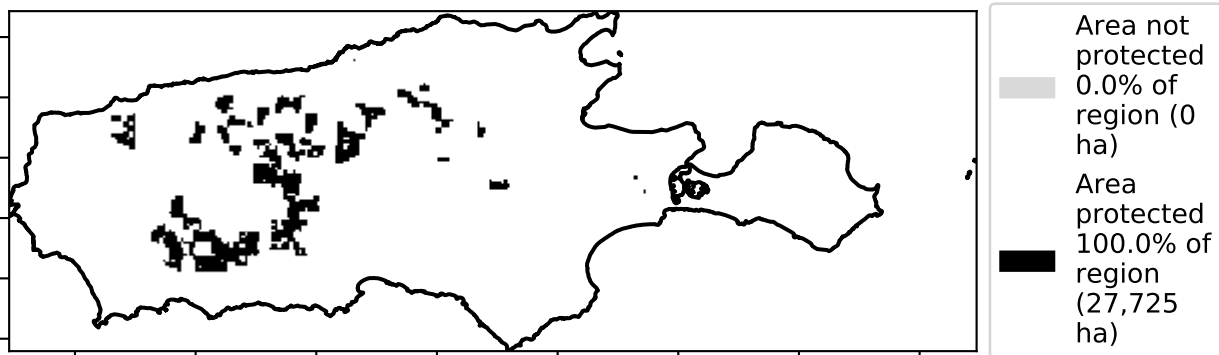 Area not
protected
0.0% of
region (0
ha)
Area
protected
100.0% of
region
(27,725
ha)